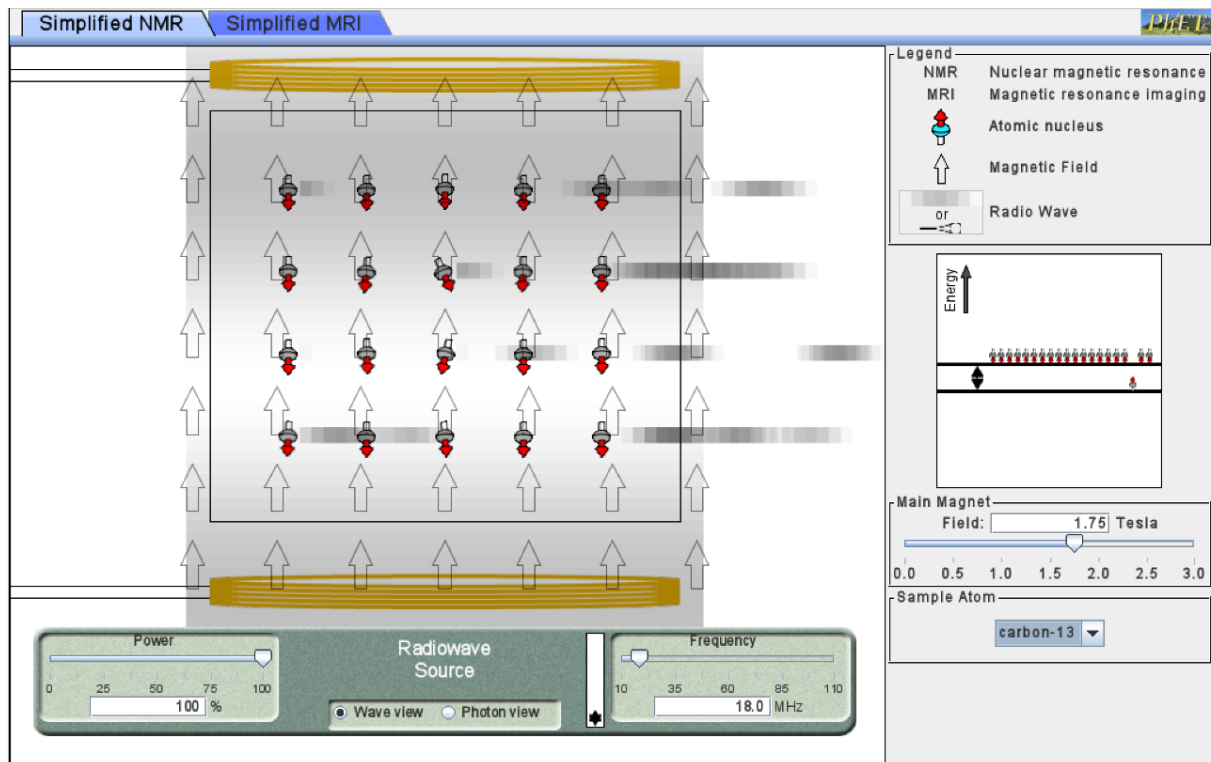 Simplified NMR
Simplified MRI
PhET
Legend
NMR Nuclear magnetic resonance
MRI Magnetic resonance imaging
Atomic nucleus
Magnetic Field
or
Radio Wave
Energy
Main Magnet
Field: 1.75 Tesla
0.0 0.5 1.0 1.5 2.0 2.5 3.0
Sample Atom
carbon-13
Power
0 25 50 75 100
100 %
Radiowave
Source
Wave view Photon view
Frequency
10 35 60 85 110
18.0 MHz